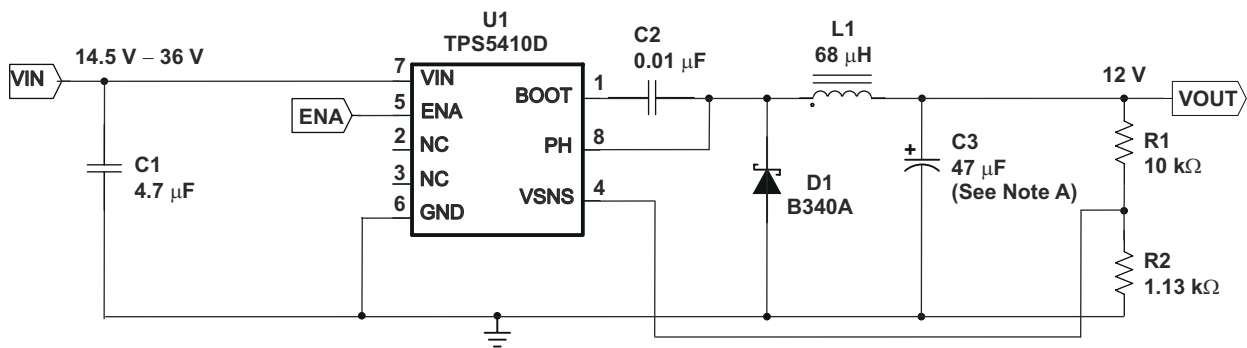 U1
TPS5410D
14.5 V – 36 V
VIN
7
VIN
ENA
5
ENA
2
NC
3
NC
6
GND
BOOT
1
PH
8
VSNS
4
C1
4.7 μF
C2
0.01 μF
L1
68 μH
D1
B340A
+
C3
47 μF
(See Note A)
12 V
VOUT
R1
10 kΩ
R2
1.13 kΩ